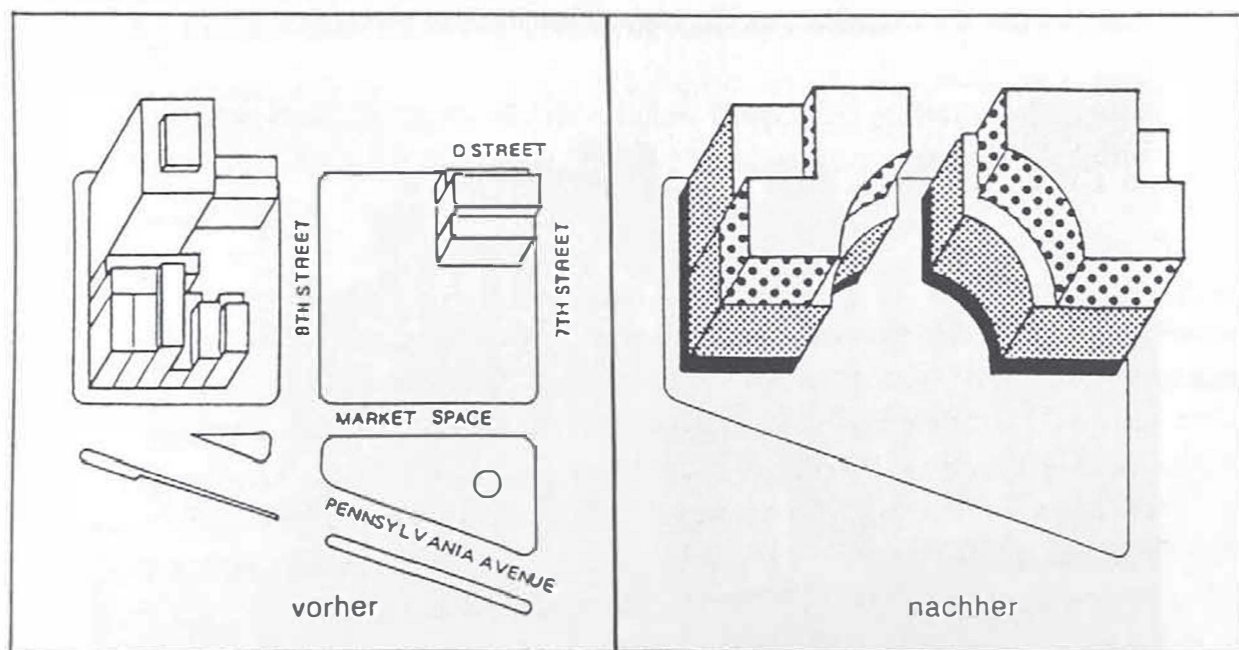 D STREET
8TH STREET
7TH STREET
MARKET SPACE
PENNSYLVANIA AVENUE
vorher
nachher